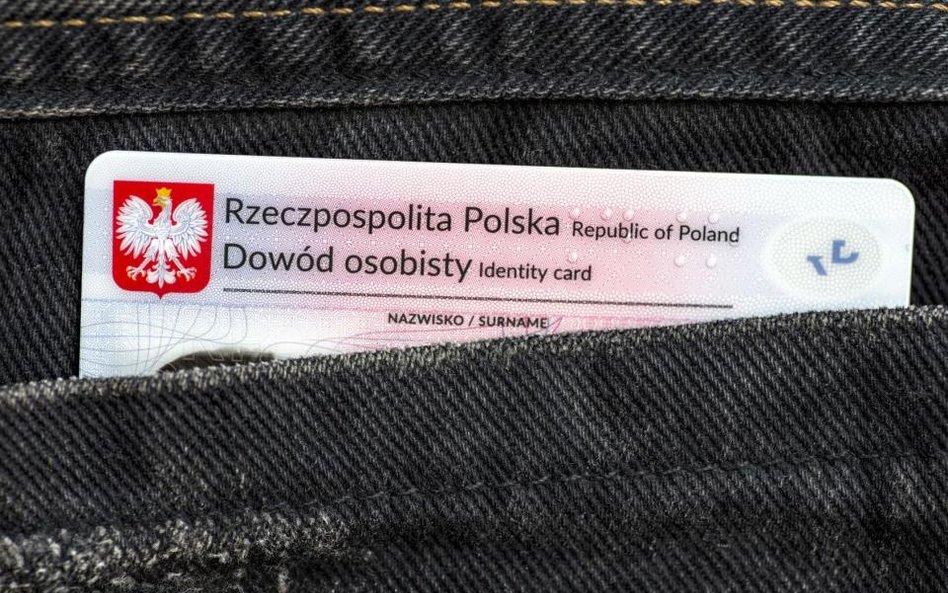 Rzeczpospolita Polska Republic of Poland
Dowód osobisty Identity card
NAZWISKO / SURNAME